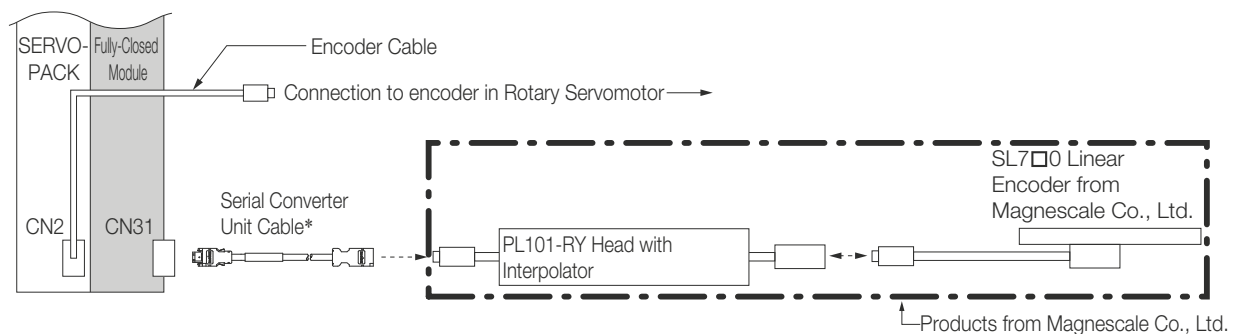 SERVO-
PACK
Fully-Closed
Module
Encoder Cable
Connection to encoder in Rotary Servomotor
CN2
CN31
Serial Converter
Unit Cable*
PL101-RY Head with
Interpolator
SL7□0 Linear
Encoder from
Magnescale Co., Ltd.
Products from Magnescale Co., Ltd.